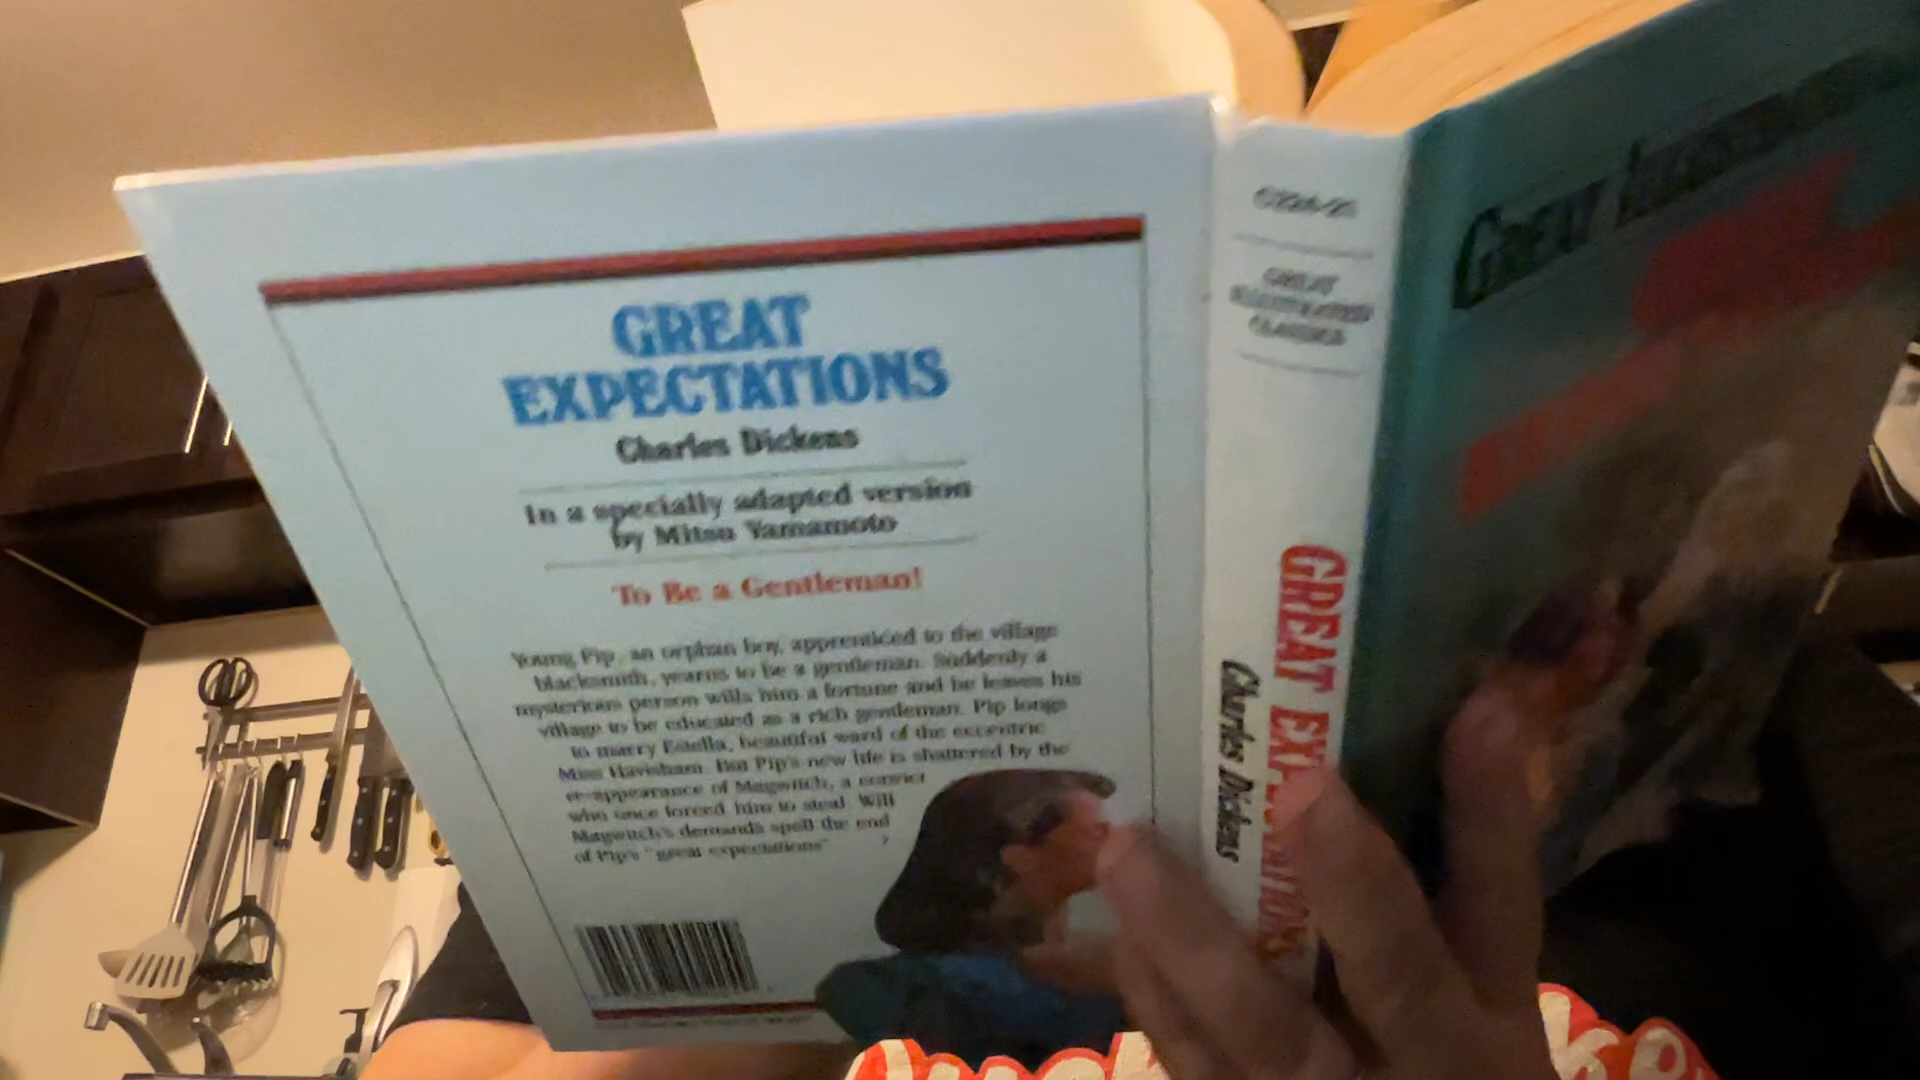 GREAT
EXPECTATIONS
Charles Dickens
In a specially adapted version
by Mitsu Yamamoto
To Be a Gentleman!
Young Pip, an orphan boy, apprenticed to the village
blacksmith, yearns to be a gentleman. Suddenly a
mysterious person wills him a fortune and he leaves his
village to be educated as a rich gentleman. Pip longs
to marry Estella, beautiful ward of the eccentric
Miss Havisham. But Pip's new life is shattered by the
re-appearance of Magwitch, a convict
who once forced him to steal. Will
Magwitch's demands spell the end
of Pip's "great expectations" ?
GREAT
ILLUSTRATED
CLASSICS
GREAT EXPECTATIONS
Charles Dickens
GREAT